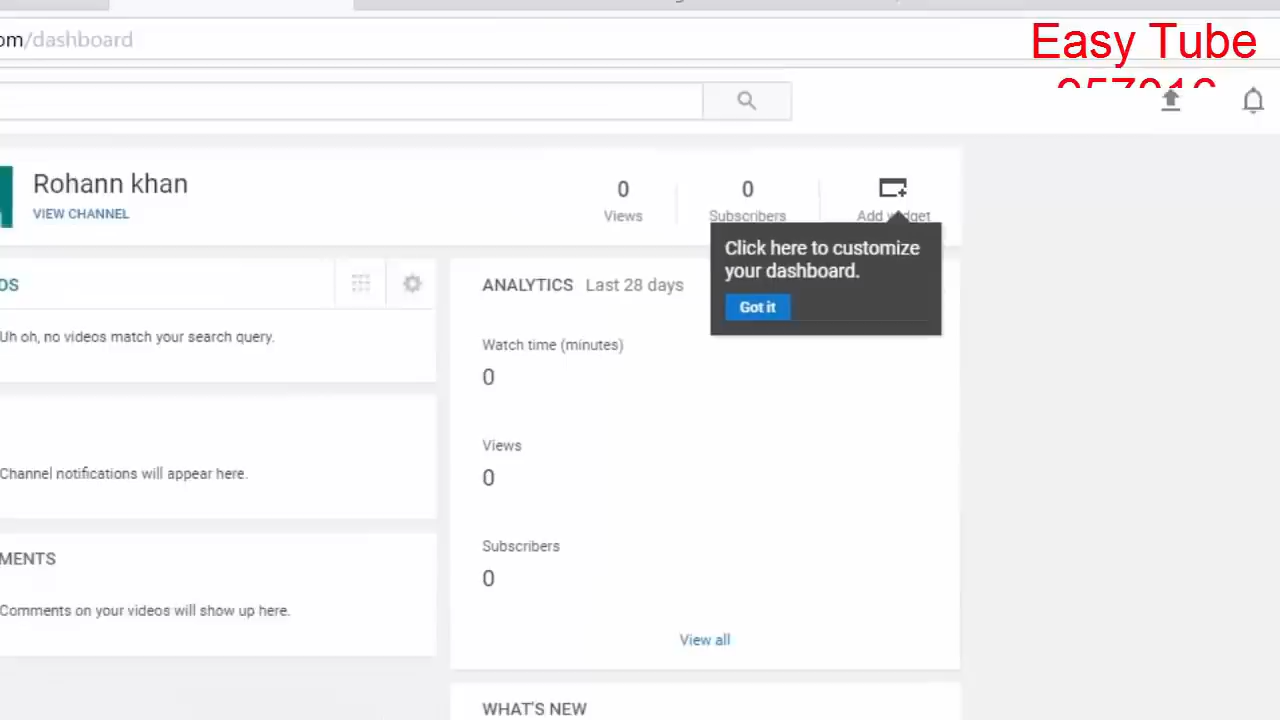 om/dashboard
Easy Tube
Rohann khan
VIEW CHANNEL
0
Views
0
Subscribers
Add widget
Click here to customize
your dashboard.
Got it
OS
Uh oh, no videos match your search query.
Channel notifications will appear here.
MENTS
Comments on your videos will show up here.
ANALYTICS Last 28 days
Watch time (minutes)
0
Views
0
Subscribers
0
View all
WHAT'S NEW